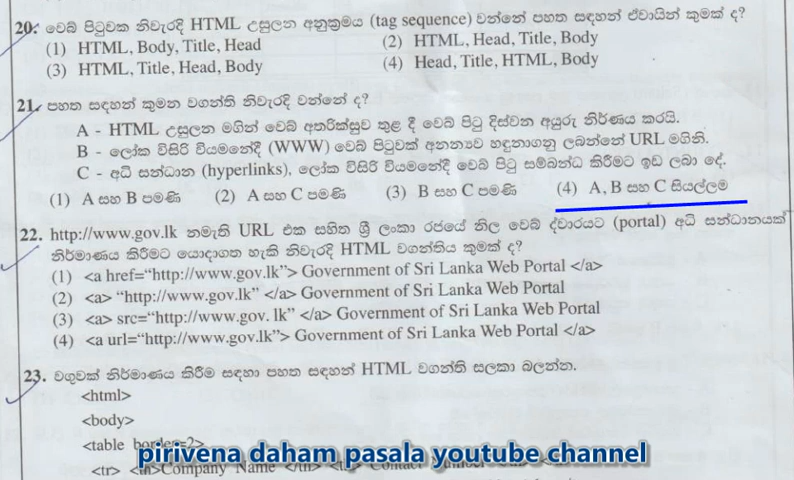 20. වෙබ් පිටුවක නිවැරදි HTML උසුලන අනුක්‍රමය (tag sequence) වන්නේ පහත සඳහන් ඒවායින් කුමක් ද?
(1) HTML, Body, Title, Head (2) HTML, Head, Title, Body
(3) HTML, Title, Head, Body (4) Head, Title, HTML, Body
21. පහත සඳහන් කුමන වගන්ති නිවැරදි වන්නේ ද?
A - HTML උසුලන මගින් වෙබ් අතරික්සුව තුළ දී වෙබ් පිටු දිස්වන අයුරු නිර්ණය කරයි.
B - ලෝක විසිරි වියමනේදී (WWW) වෙබ් පිටුවක් අනන්‍යව හඳුනාගනු ලබන්නේ URL මගිනි.
C - අධි සන්ධාන (hyperlinks), ලෝක විසිරි වියමනේදී වෙබ් පිටු සම්බන්ධ කිරීමට ඉඩ ලබා දේ.
(1) A සහ B පමණි (2) A සහ C පමණි (3) B සහ C පමණි (4) A, B සහ C සියල්ලම
22. http://www.gov.lk නමැති URL එක සහිත ශ්‍රී ලංකා රජයේ නිල වෙබ් ද්වාරයට (portal) අධි සන්ධානයක්
නිර්මාණය කිරීමට යොදාගත හැකි නිවැරදි HTML වගන්තිය කුමක් ද?
(1) <a href=“http://www.gov.lk”> Government of Sri Lanka Web Portal </a>
(2) <a> “http://www.gov.lk” </a> Government of Sri Lanka Web Portal
(3) <a> src=“http://www.gov. lk” </a> Government of Sri Lanka Web Portal
(4) <a url=“http://www.gov.lk”> Government of Sri Lanka Web Portal </a>
23. වගුවක් නිර්මාණය කිරීම සඳහා පහත සඳහන් HTML වගන්ති සලකා බලන්න.
<html>
<body>
<table border=2>
pirivena daham pasala youtube channel
<tr> <th>Company Name </th>